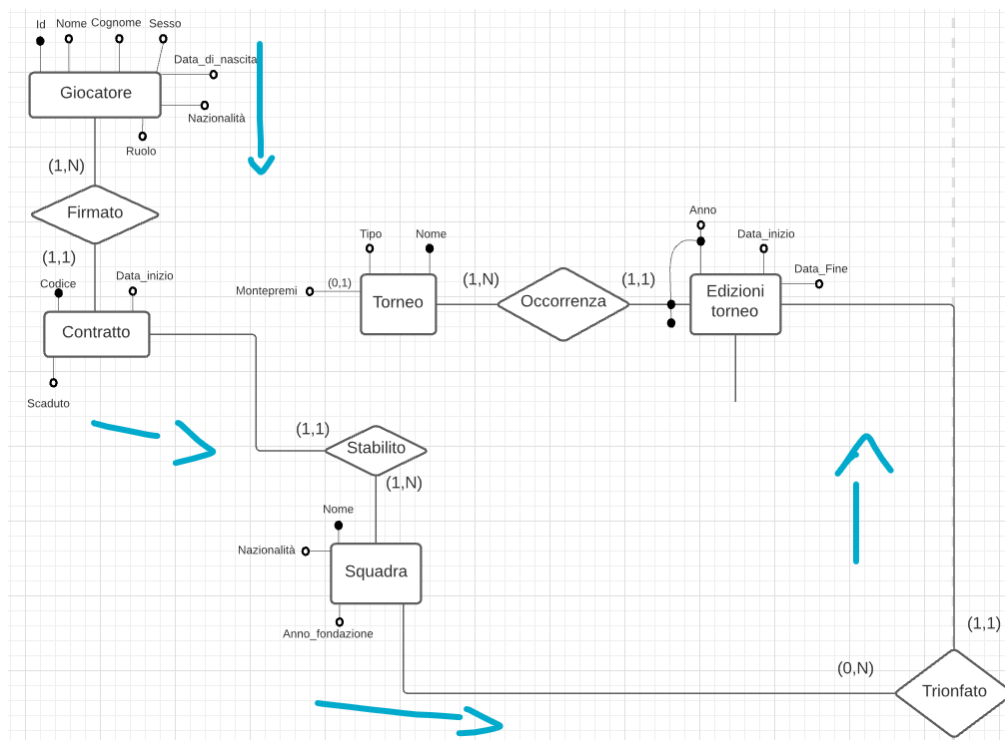 Id
Nome
Cognome
Sesso
Data_di_nascita
Giocatore
Nazionalità
Ruolo
(1,N)
Firmato
(1,1)
Codice
Data_inizio
Contratto
Scaduto
Tipo
Nome
Montepremi
(0,1)
Torneo
(1,N)
Occorrenza
(1,1)
Anno
Data_inizio
Data_Fine
Edizioni
torneo
(1,1)
Stabilito
(1,N)
Nome
Nazionalità
Squadra
Anno_fondazione
(0,N)
(1,1)
Trionfato